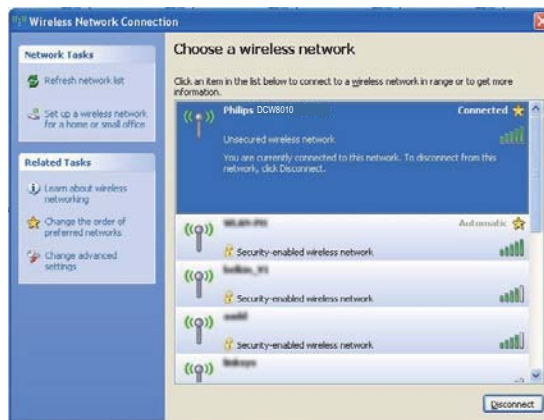 Wireless Network Connection
Network Tasks
Refresh network list
Set up a wireless network
for a home or small office
Related Tasks
Learn about wireless
networking
Change the order of
preferred networks
Change advanced
settings
Choose a wireless network
Click an item in the list below to connect to a wireless network in range or to get more
information.
Philips DCW8010
Connected
Unsecured wireless network
You are currently connected to this network. To disconnect from this
network, click Disconnect.
Automatic
Security-enabled wireless network
Security-enabled wireless network
Security-enabled wireless network
Disconnect